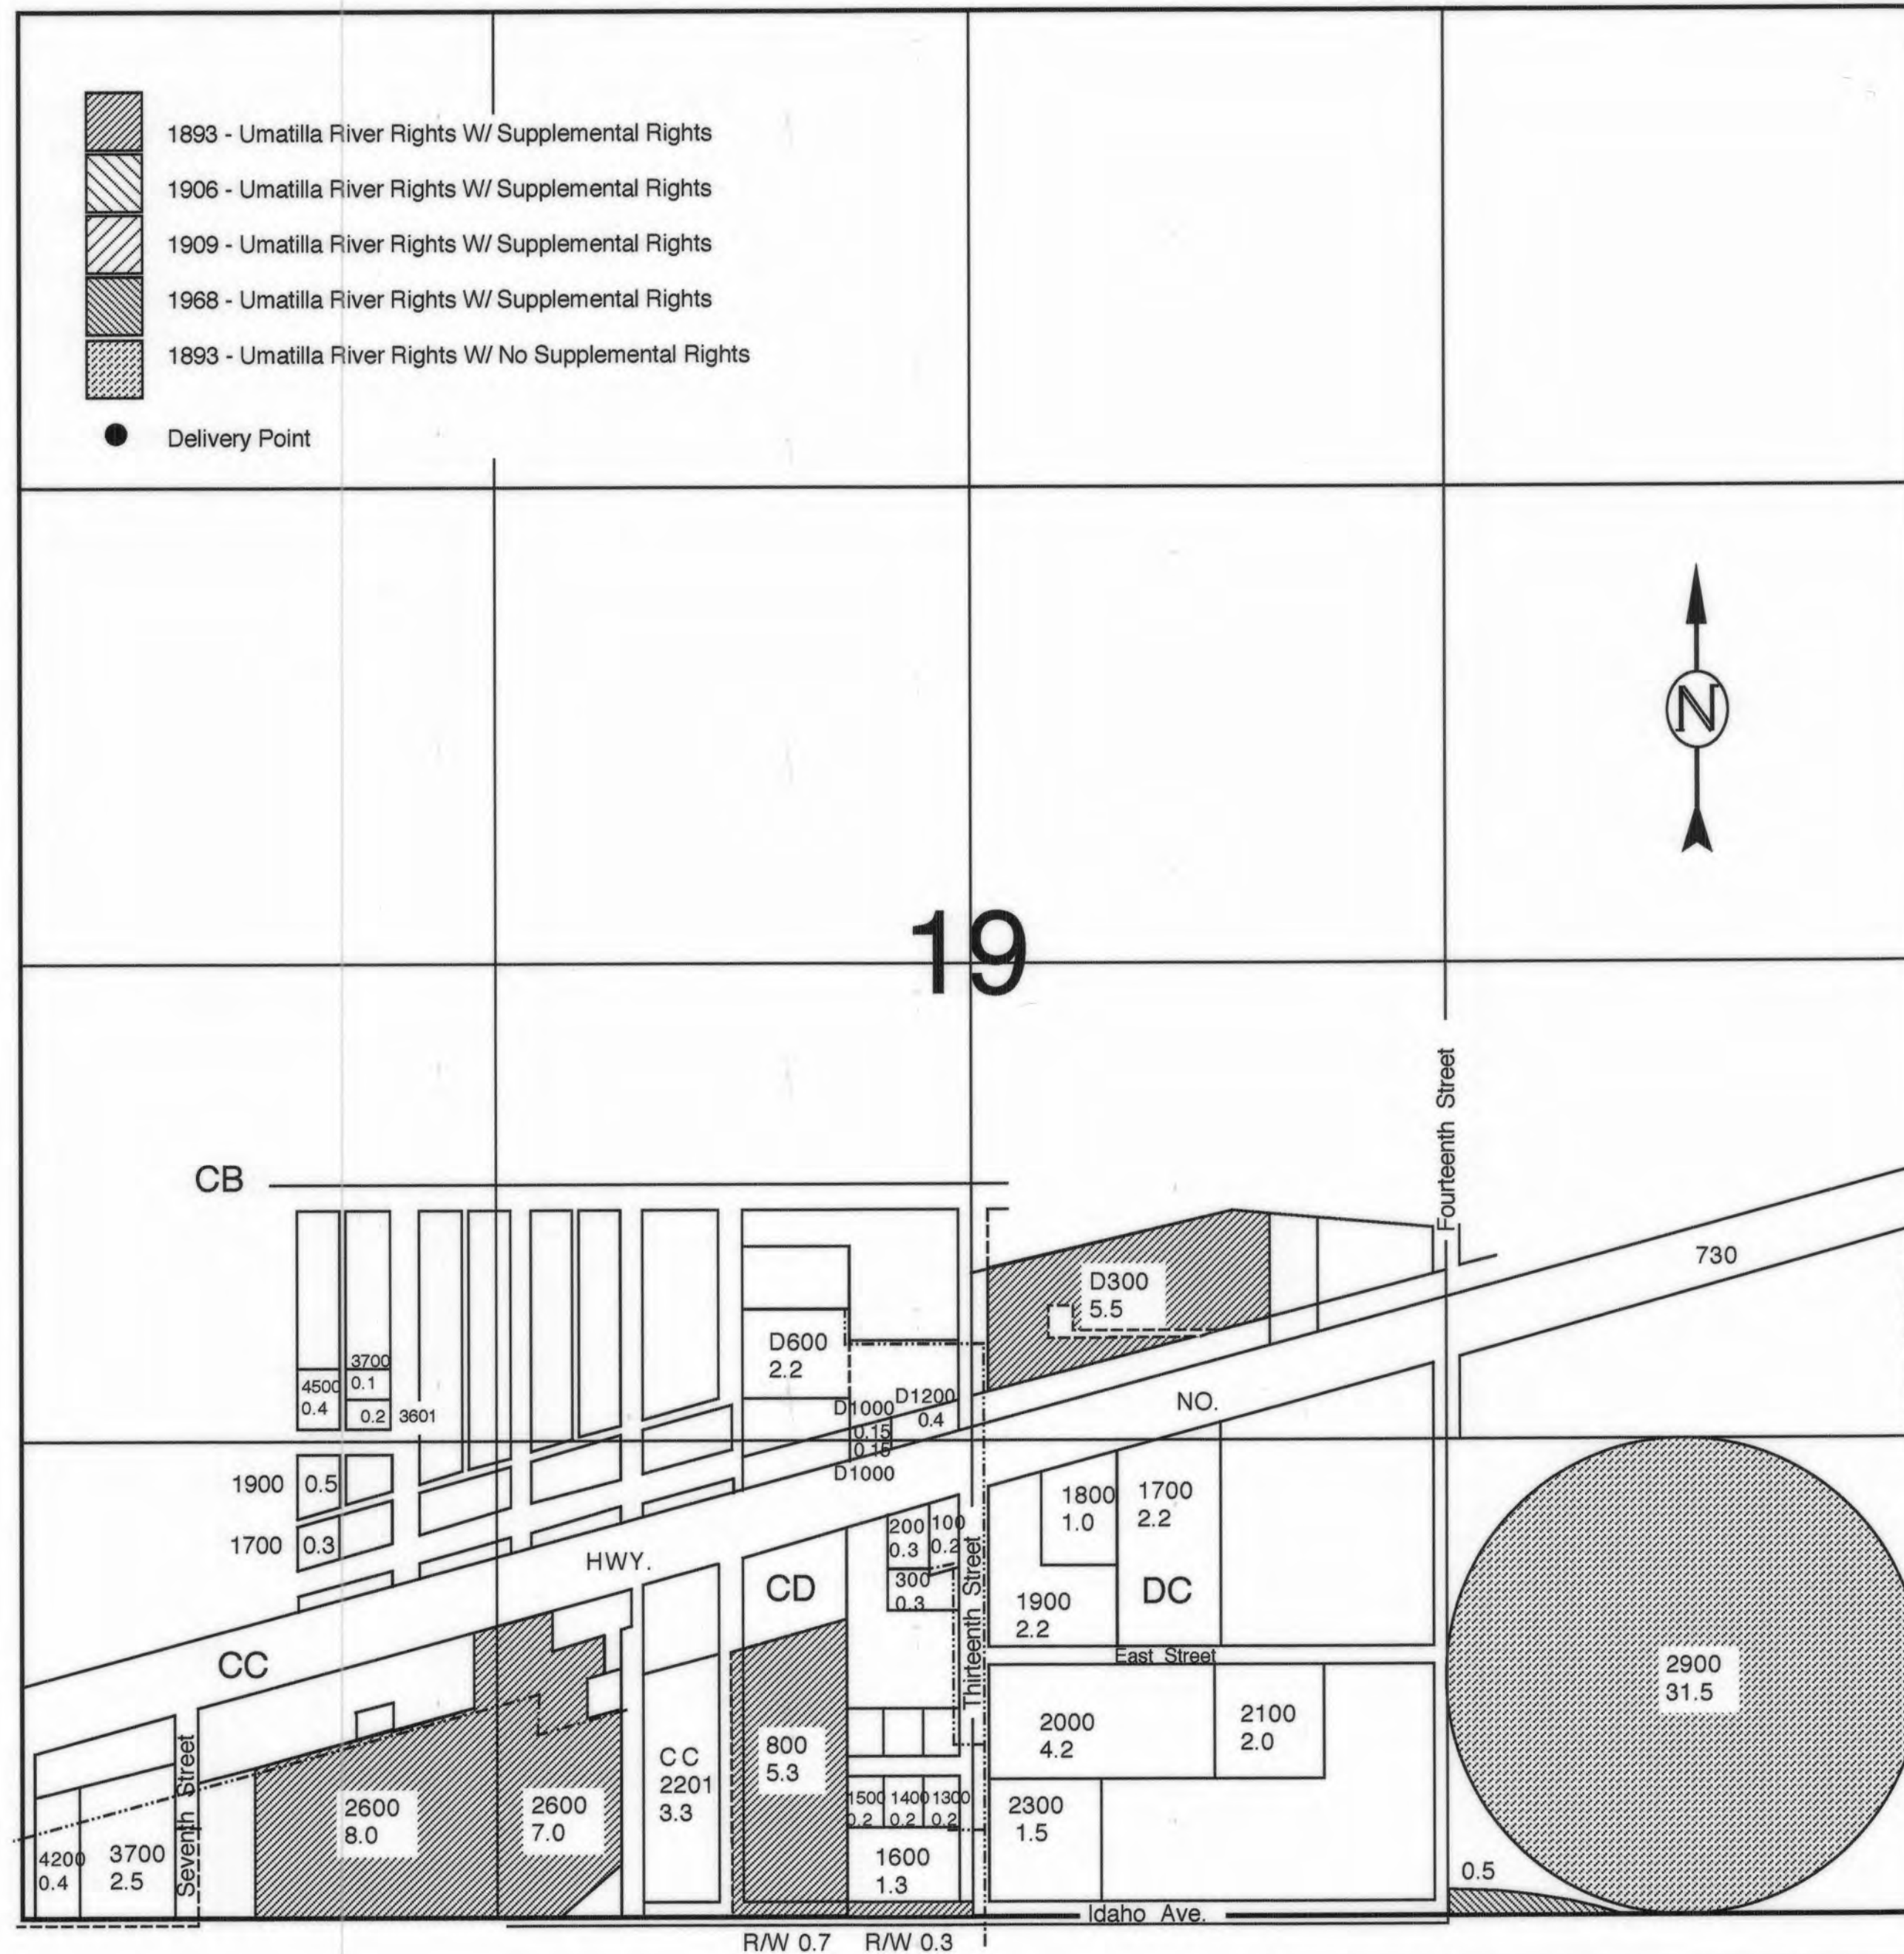 1893 - Umatilla River Rights W/ Supplemental Rights
1906 - Umatilla River Rights W/ Supplemental Rights
1909 - Umatilla River Rights W/ Supplemental Rights
1968 - Umatilla River Rights W/ Supplemental Rights
1893 - Umatilla River Rights W/ No Supplemental Rights
Delivery Point
N
19
Fourteenth Street
CB
730
D300
5.5
D600
2.2
3700
0.1
4500
0.4
0.2
3601
D1000
D1200
0.4
0.15
0.15
D1000
NO.
1900
0.5
1700
0.3
HWY.
200
0.3
100
0.2
300
0.3
1800
1.0
1700
2.2
CD
DC
1900
2.2
Thirteenth Street
East Street
CC
2900
31.5
2000
4.2
2100
2.0
800
5.3
CC
2201
3.3
Seventh Street
2600
8.0
2600
7.0
1500
0.2
1400
0.2
1300
0.2
2300
1.5
4200
0.4
3700
2.5
1600
1.3
0.5
Idaho Ave.
R/W 0.7
R/W 0.3